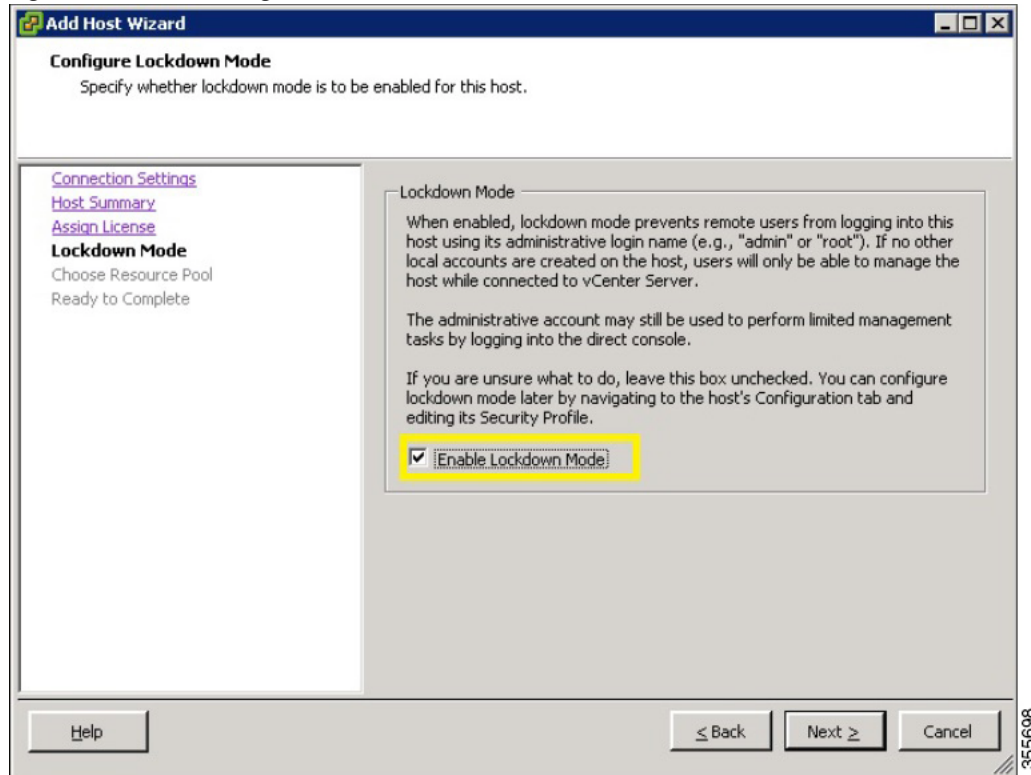 Add Host Wizard
Configure Lockdown Mode
Specify whether lockdown mode is to be enabled for this host.
Connection Settings
Host Summary
Assign License
Lockdown Mode
Choose Resource Pool
Ready to Complete
Lockdown Mode
When enabled, lockdown mode prevents remote users from logging into this
host using its administrative login name (e.g., "admin" or "root"). If no other
local accounts are created on the host, users will only be able to manage the
host while connected to vCenter Server.
The administrative account may still be used to perform limited management
tasks by logging into the direct console.
If you are unsure what to do, leave this box unchecked. You can configure
lockdown mode later by navigating to the host's Configuration tab and
editing its Security Profile.
Enable Lockdown Mode
Help
≤ Back
Next ≥
Cancel
355698